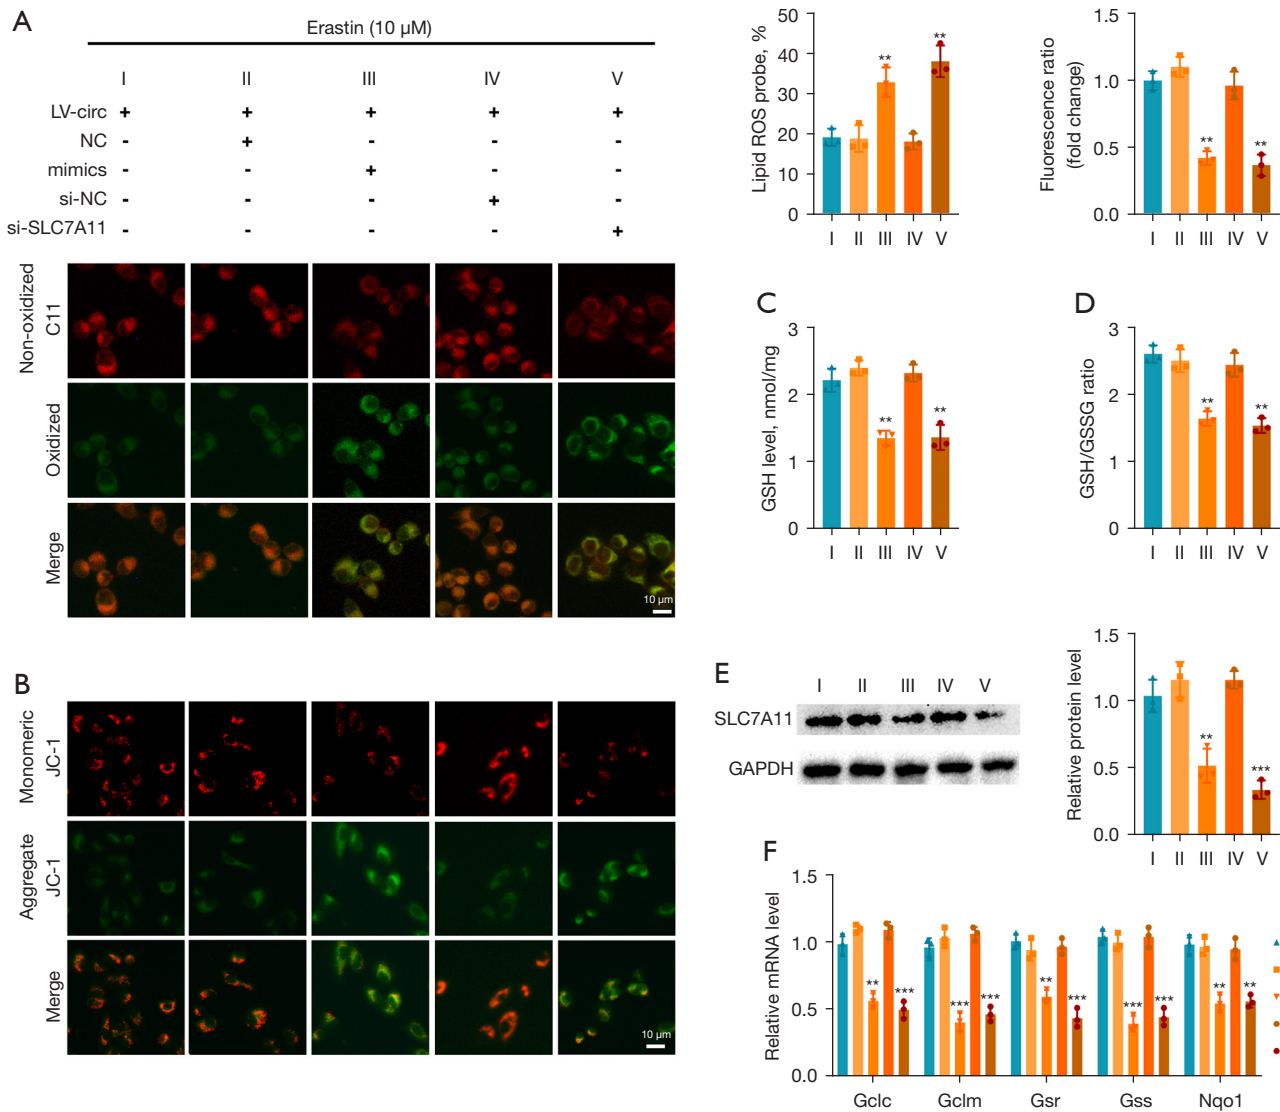 A
Erastin (10 µM)
I II III IV V
LV-circ + + + + +
NC - + - - -
mimics - - + - -
si-NC - - - + -
si-SLC7A11 - - - - +
Non-oxidized
C11
Oxidized
Merge
10 µm
Lipid ROS probe, %
50
40
30
20
10
0
** **
I II III IV V
Fluorescence ratio
(fold change)
1.5
1.0
0.5
0.0
** **
I II III IV V
C
GSH level, nmol/mg
3
2
1
0
** **
I II III IV V
D
GSH/GSSG ratio
3
2
1
0
** **
I II III IV V
B
Monomeric
JC-1
Aggregate
JC-1
Merge
10 µm
E
I II III IV V
SLC7A11
GAPDH
Relative protein level
1.5
1.0
0.5
0.0
** ***
I II III IV V
F
Relative mRNA level
1.5
1.0
0.5
0.0
** *** *** *** ** *** *** *** ** **
Gclc Gclm Gsr Gss Nqo1